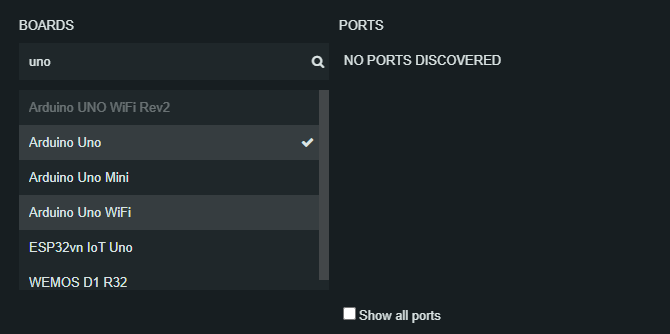 BOARDS
PORTS
uno
NO PORTS DISCOVERED
Arduino UNO WiFi Rev2
Arduino Uno
Arduino Uno Mini
Arduino Uno WiFi
ESP32vn IoT Uno
WEMOS D1 R32
Show all ports